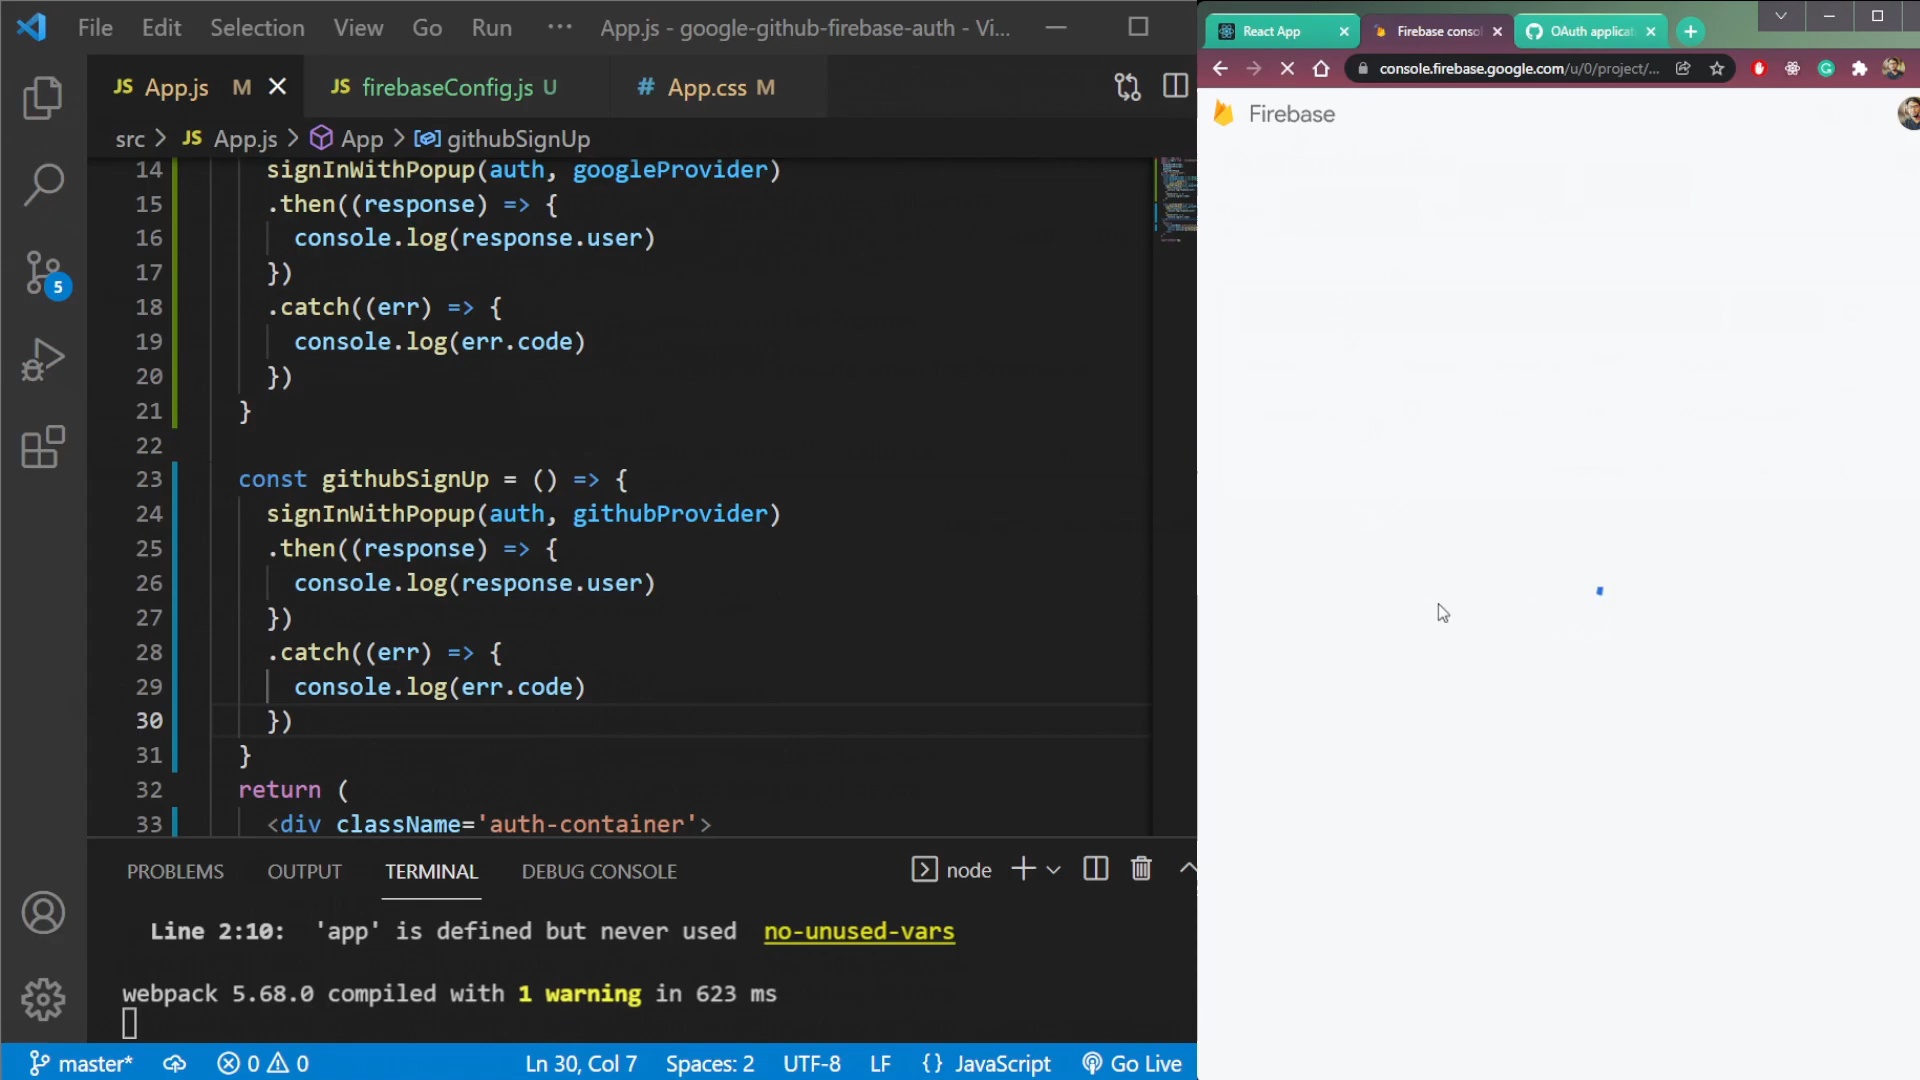 File Edit Selection View Go Run ··· App.js - google-github-firebase-auth - Vi...
JS App.js M
JS firebaseConfig.js U
# App.css M
src > JS App.js > App > githubSignUp
14 signInWithPopup(auth, googleProvider)
15 .then((response) => {
16 console.log(response.user)
17 })
18 .catch((err) => {
19 console.log(err.code)
20 })
21 }
22
23 const githubSignUp = () => {
24 signInWithPopup(auth, githubProvider)
25 .then((response) => {
26 console.log(response.user)
27 })
28 .catch((err) => {
29 console.log(err.code)
30 })
31 }
32 return (
33 <div className='auth-container'>
5
PROBLEMS OUTPUT TERMINAL DEBUG CONSOLE
node
Line 2:10: 'app' is defined but never used no-unused-vars
webpack 5.68.0 compiled with 1 warning in 623 ms
master* 0 0 Ln 30, Col 7 Spaces: 2 UTF-8 LF {} JavaScript Go Live
React App
Firebase conso
OAuth applicat
console.firebase.google.com/u/0/project/...
Firebase